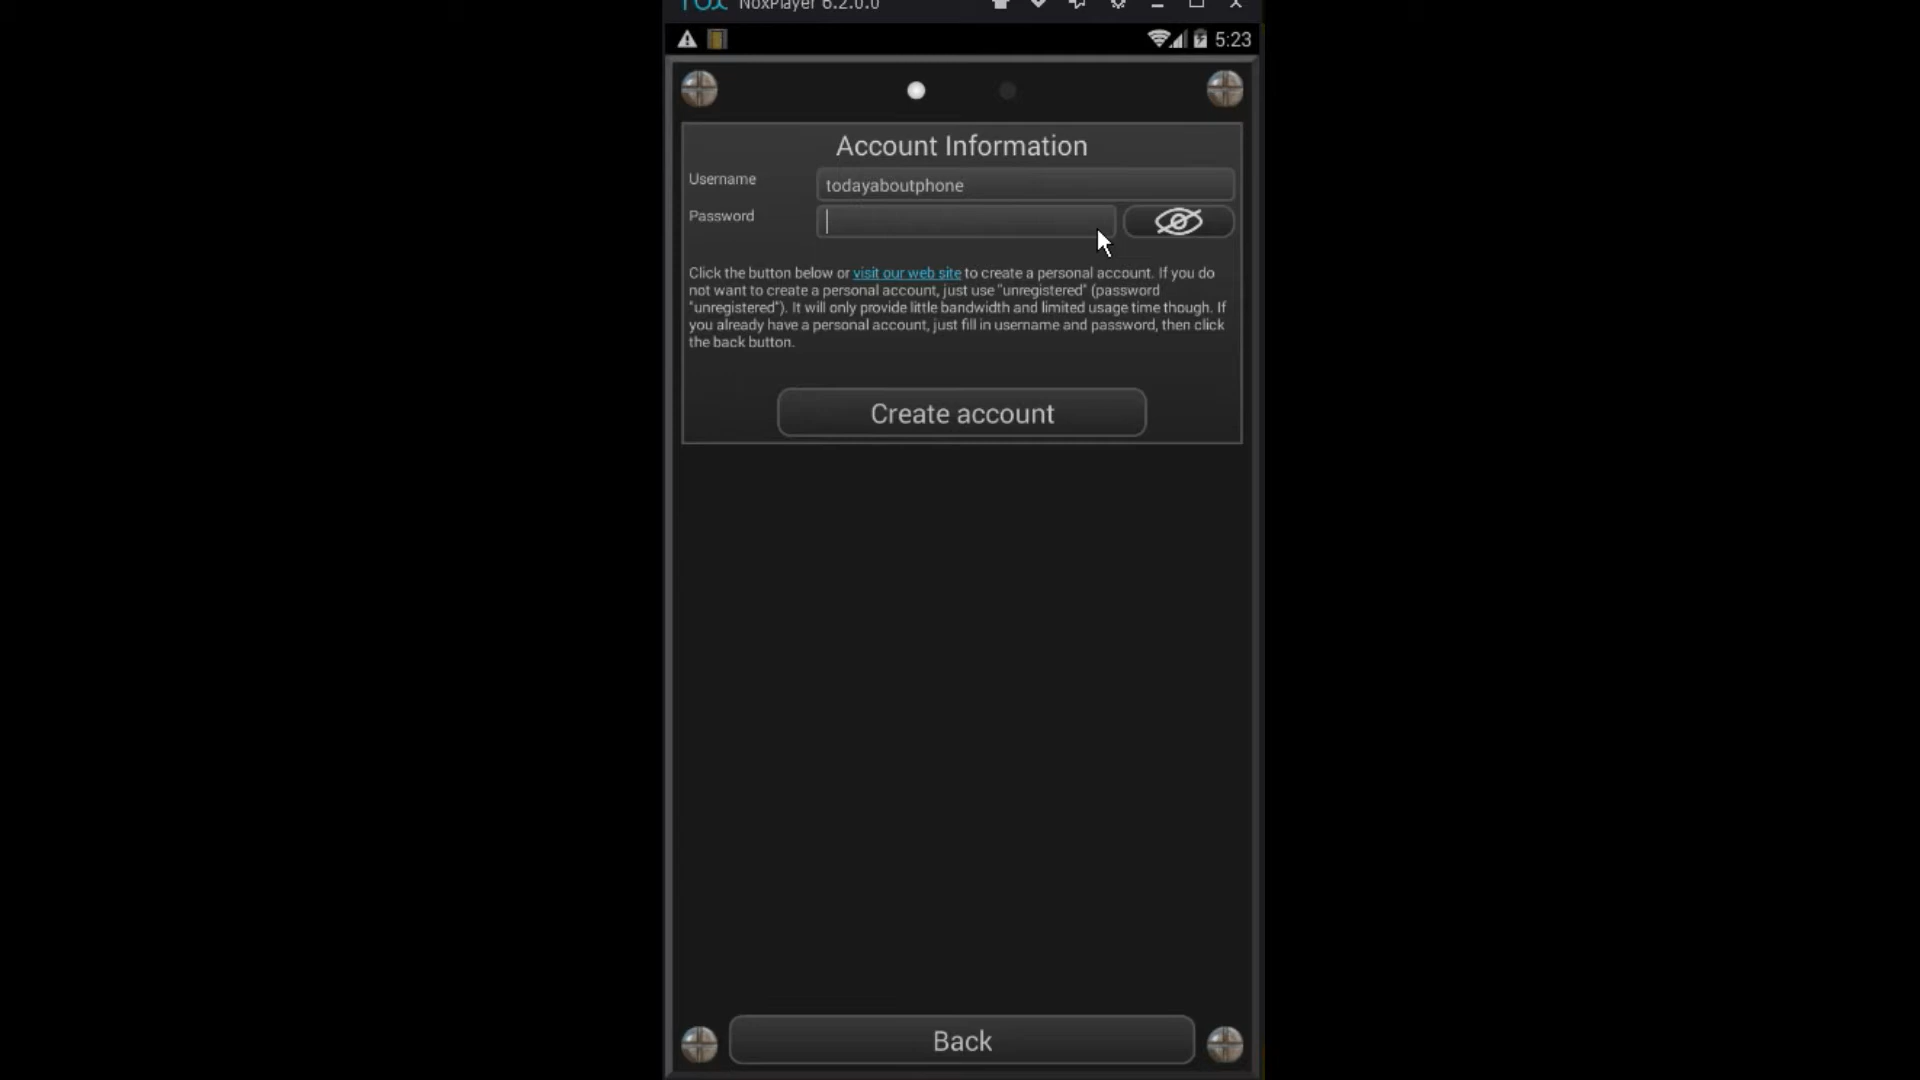 NoxPlayer 6.2.0.0
5:23
Account Information
Username
todayaboutphone
Password
Click the button below or visit our web site to create a personal account. If you do
not want to create a personal account, just use "unregistered" (password
"unregistered"). It will only provide little bandwidth and limited usage time though. If
you already have a personal account, just fill in username and password, then click
the back button.
Create account
Back